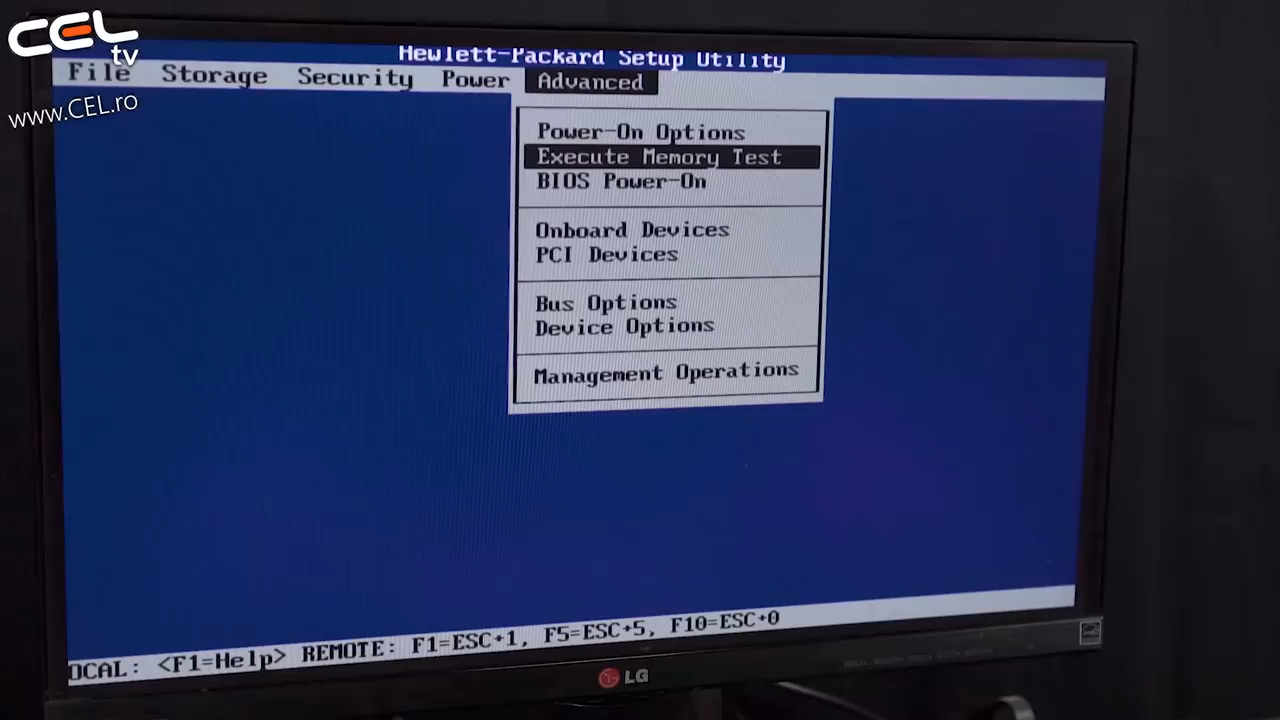 CEL
tv
www.CEL.ro
Hewlett-Packard Setup Utility
File Storage Security Power Advanced
Power-On Options
Execute Memory Test
BIOS Power-On
Onboard Devices
PCI Devices
Bus Options
Device Options
Management Operations
OCAL: <F1=Help> REMOTE: F1=ESC+1, F5=ESC+5, F10=ESC+0
LG